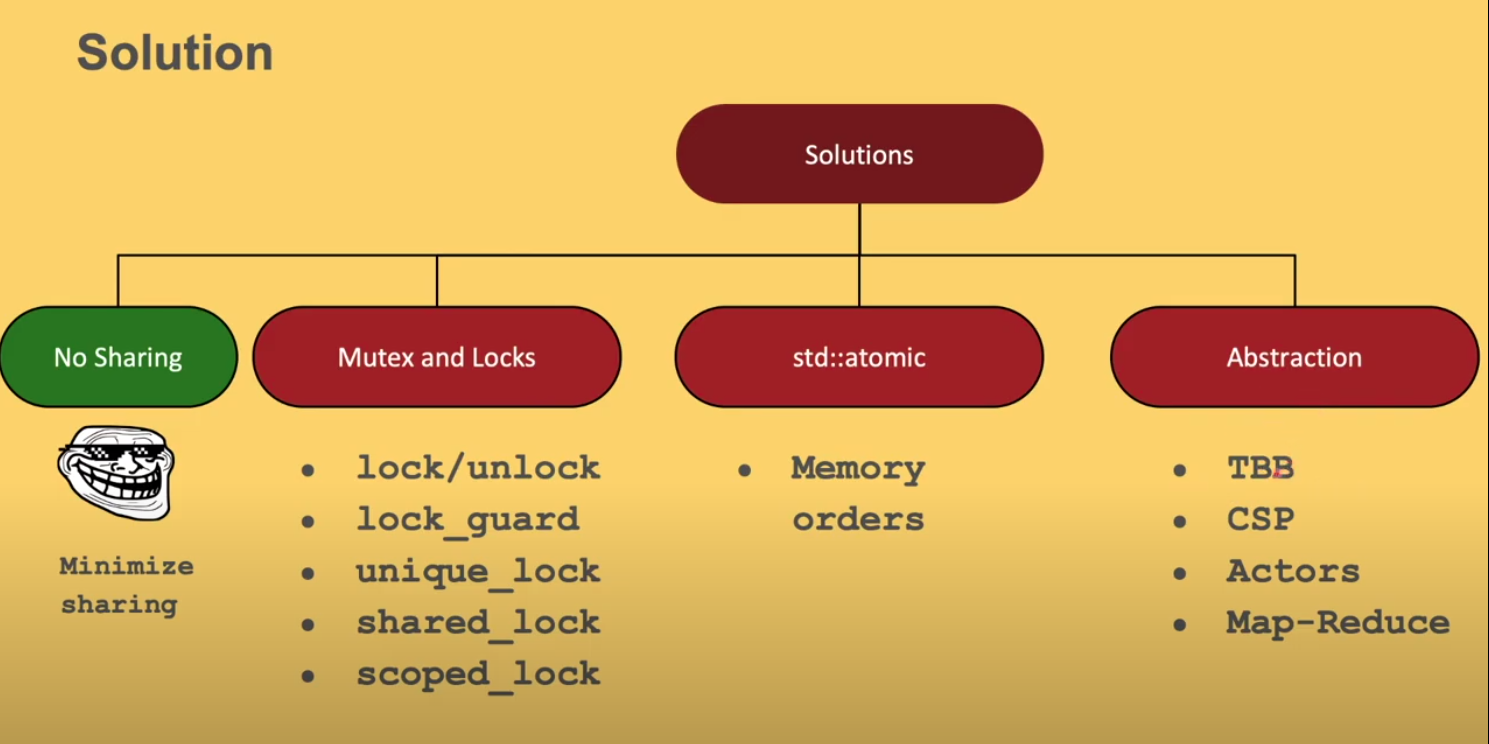 Solution
Solutions
No Sharing
Mutex and Locks
std::atomic
Abstraction
Minimize
sharing
• lock/unlock
• lock_guard
• unique_lock
• shared_lock
• scoped_lock
• Memory
orders
• TBB
• CSP
• Actors
• Map-Reduce